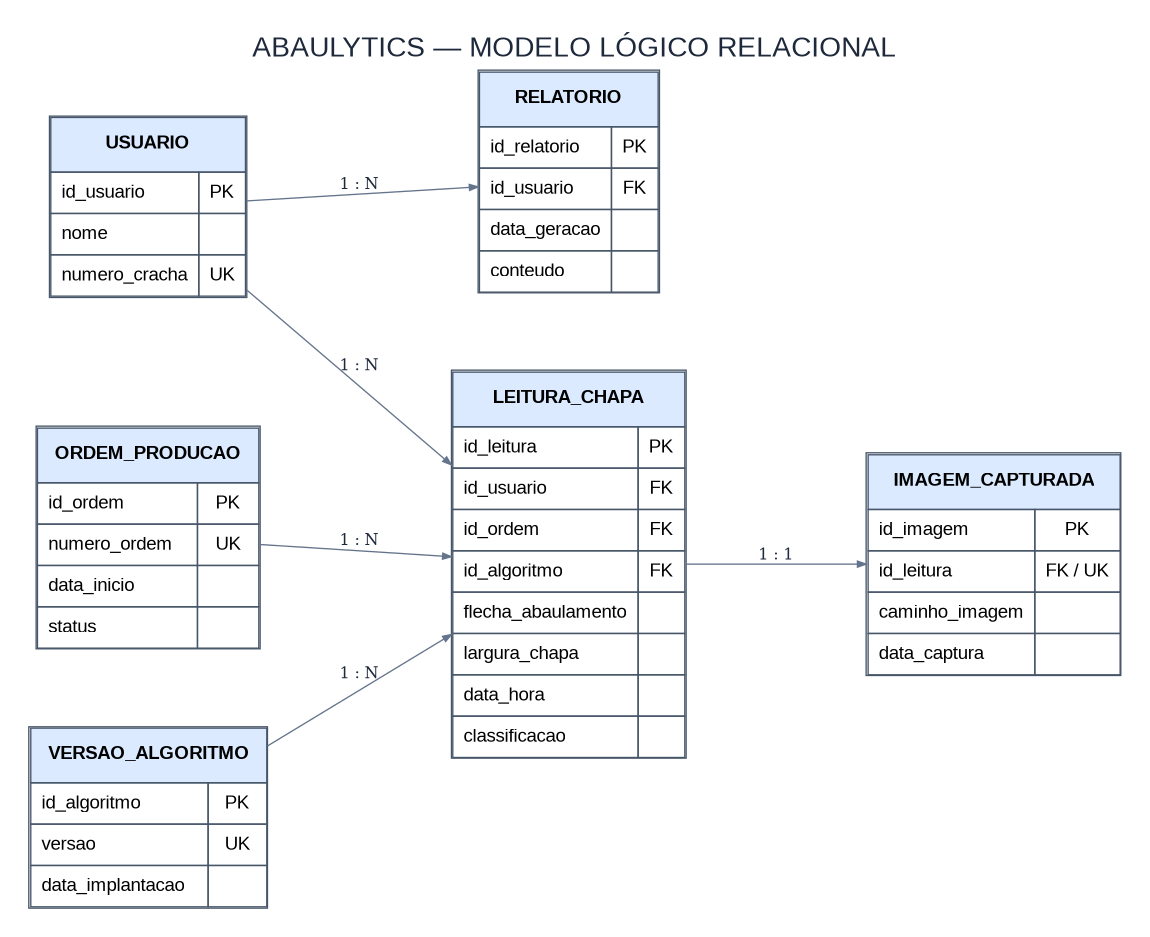 ABAULYTICS — MODELO LÓGICO RELACIONAL
USUARIO
id_usuario PK
nome
numero_cracha UK
1 : N
RELATORIO
id_relatorio PK
id_usuario FK
data_geracao
conteudo
1 : N
ORDEM_PRODUCAO
id_ordem PK
numero_ordem UK
data_inicio
status
1 : N
LEITURA_CHAPA
id_leitura PK
id_usuario FK
id_ordem FK
id_algoritmo FK
flecha_abaulamento
largura_chapa
data_hora
classificacao
1 : 1
IMAGEM_CAPTURADA
id_imagem PK
id_leitura FK / UK
caminho_imagem
data_captura
1 : N
VERSAO_ALGORITMO
id_algoritmo PK
versao UK
data_implantacao